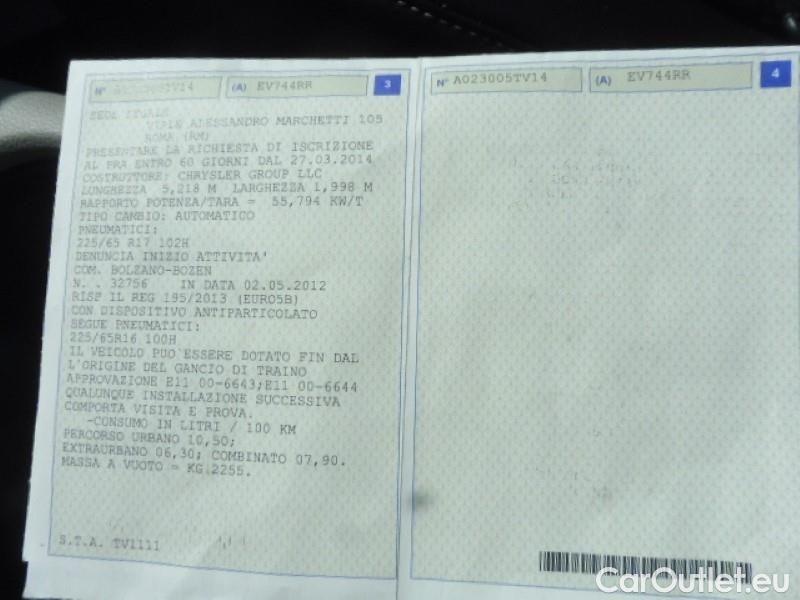 N° A023005TV14 (A) EV744RR 3
SEDE LEGALE
VIALE ALESSANDRO MARCHETTI 105
ROMA (RM)
PRESENTARE LA RICHIESTA DI ISCRIZIONE
AL PRA ENTRO 60 GIORNI DAL 27.03.2014
COSTRUTTORE: CHRYSLER GROUP LLC
LUNGHEZZA 5,218 M LARGHEZZA 1,998 M
RAPPORTO POTENZA/TARA = 55,794 KW/T
TIPO CAMBIO: AUTOMATICO
PNEUMATICI:
225/65 R17 102H
DENUNCIA INIZIO ATTIVITA'
COM. BOLZANO-BOZEN
N. . 32756 IN DATA 02.05.2012
RISP IL REG 195/2013 (EURO5B)
CON DISPOSITIVO ANTIPARTICOLATO
SEGUE PNEUMATICI:
225/65R16 100H
IL VEICOLO PUO'ESSERE DOTATO FIN DAL
L'ORIGINE DEL GANCIO DI TRAINO
APPROVAZIONE E11 00-6643;E11 00-6644
QUALUNQUE INSTALLAZIONE SUCCESSIVA
COMPORTA VISITA E PROVA.
-CONSUMO IN LITRI / 100 KM
PERCORSO URBANO 10,50;
EXTRAURBANO 06,30; COMBINATO 07,90.
MASSA A VUOTO = KG 2255.
S.T.A. TV1111
N° A023005TV14 (A) EV744RR 4
CarOutlet.eu